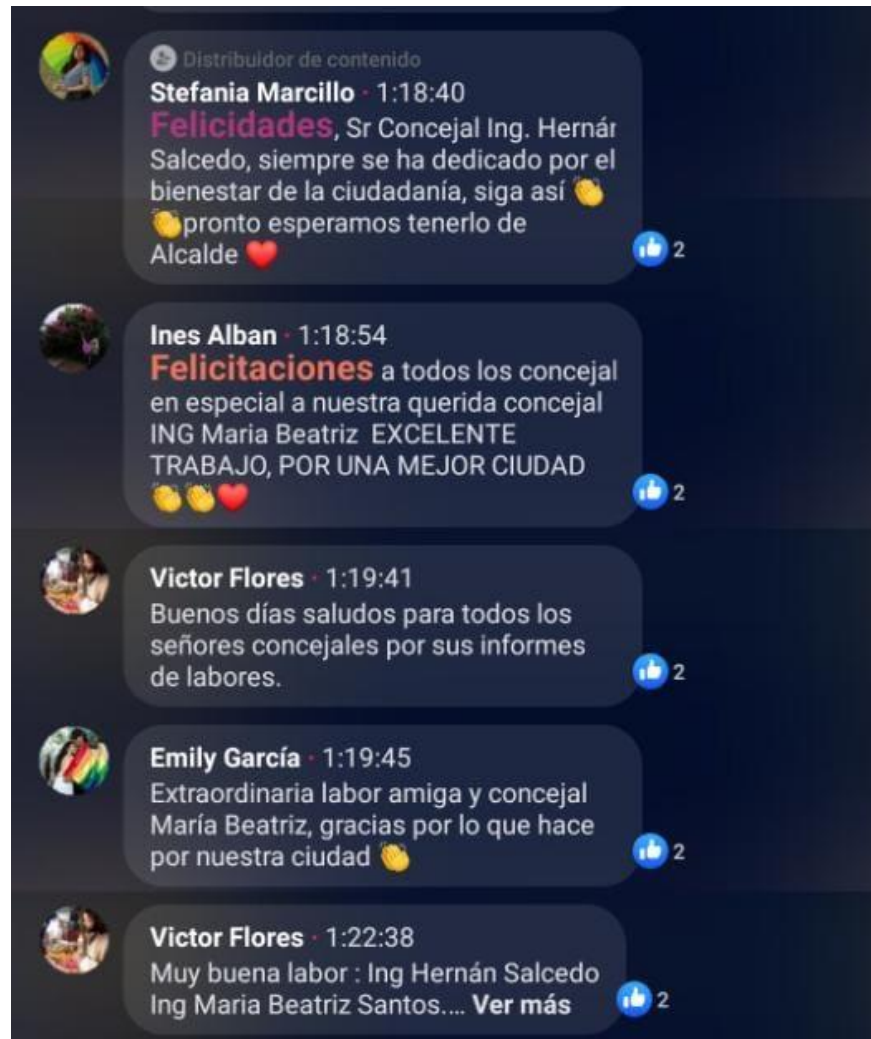 Distribuidor de contenido
Stefania Marcillo · 1:18:40
Felicidades, Sr Concejal Ing. Hernár
Salcedo, siempre se ha dedicado por el
bienestar de la ciudadanía, siga así 👏
👏pronto esperamos tenerlo de
Alcalde ❤️
2
Ines Alban · 1:18:54
Felicitaciones a todos los concejal
en especial a nuestra querida concejal
ING Maria Beatriz EXCELENTE
TRABAJO, POR UNA MEJOR CIUDAD
👏👏❤️
2
Victor Flores · 1:19:41
Buenos días saludos para todos los
señores concejales por sus informes
de labores.
2
Emily García · 1:19:45
Extraordinaria labor amiga y concejal
María Beatriz, gracias por lo que hace
por nuestra ciudad 👏
2
Victor Flores · 1:22:38
Muy buena labor : Ing Hernán Salcedo
Ing Maria Beatriz Santos.... Ver más
2